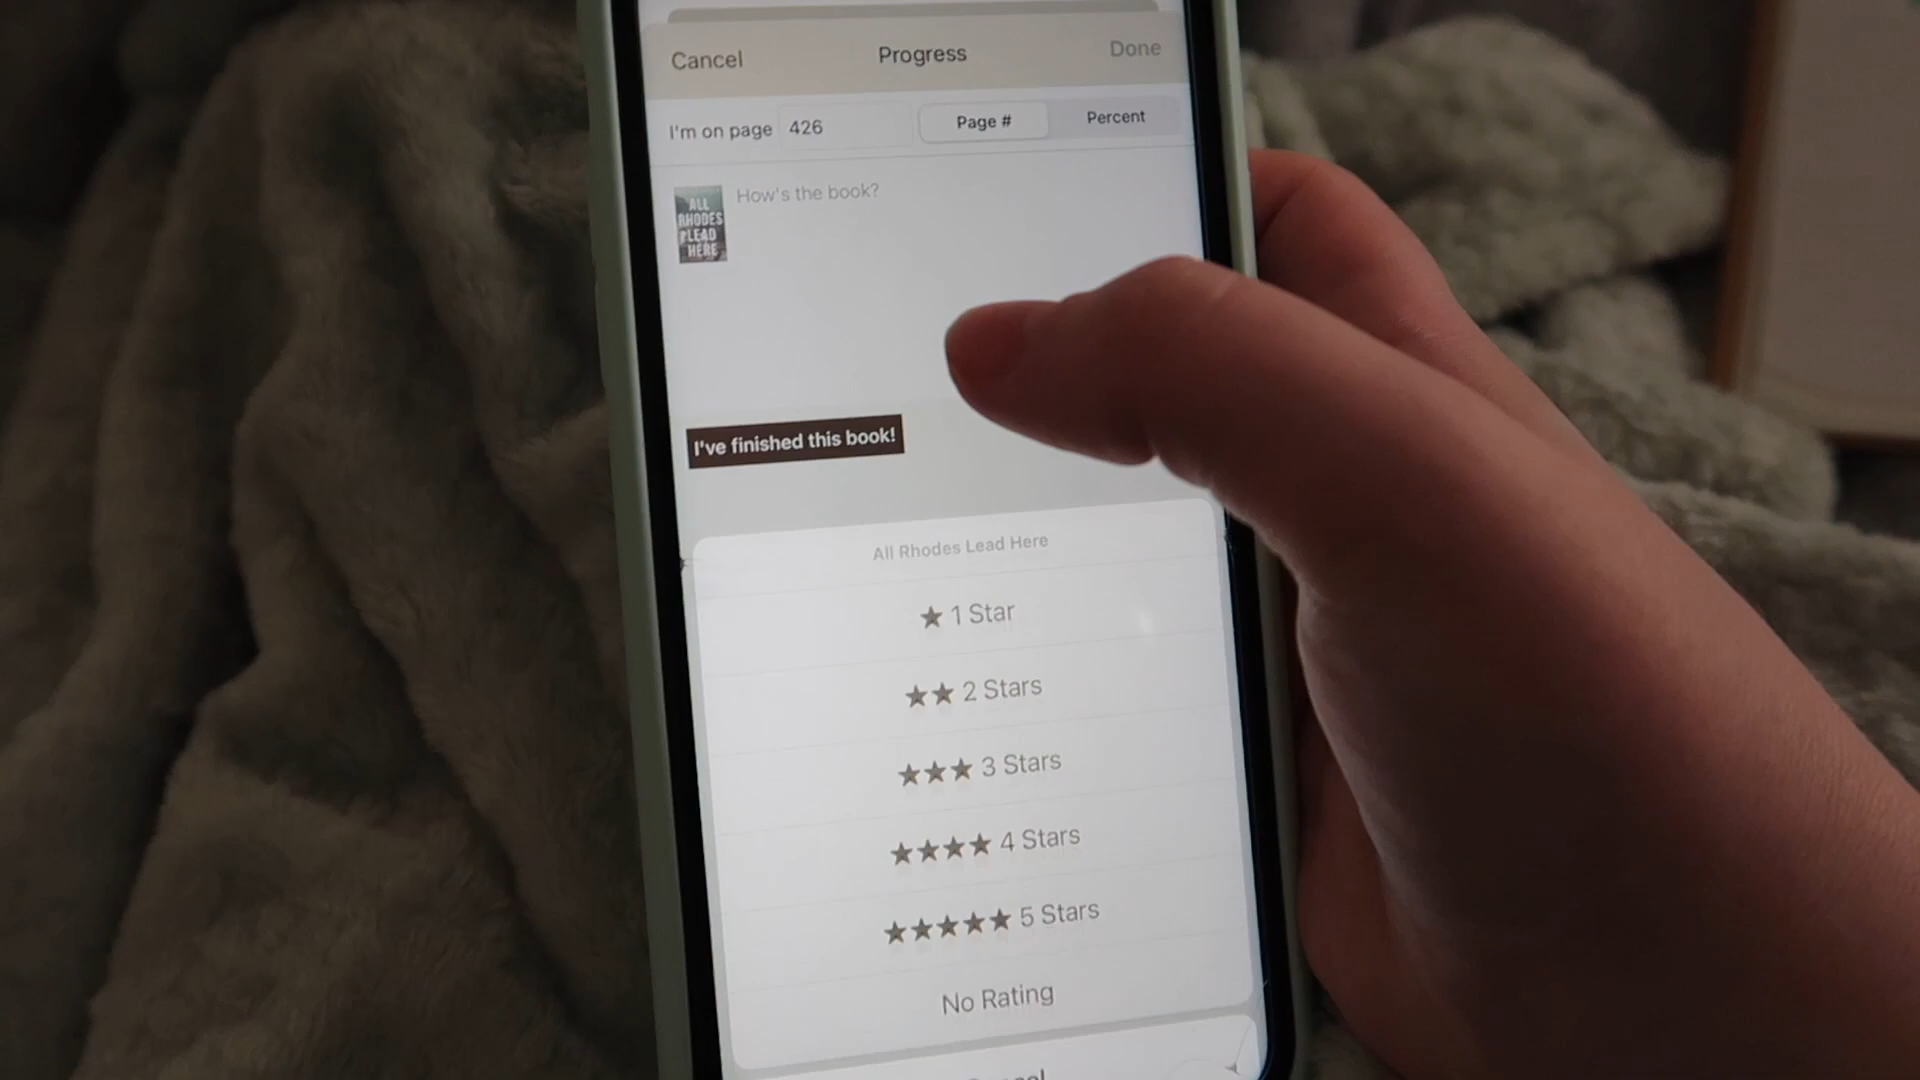 Cancel Progress Done
I'm on page 426 Page # Percent
How's the book?
ALL
RHODES
LEAD
HERE
I've finished this book!
All Rhodes Lead Here
★ 1 Star
★★ 2 Stars
★★★ 3 Stars
★★★★ 4 Stars
★★★★★ 5 Stars
No Rating